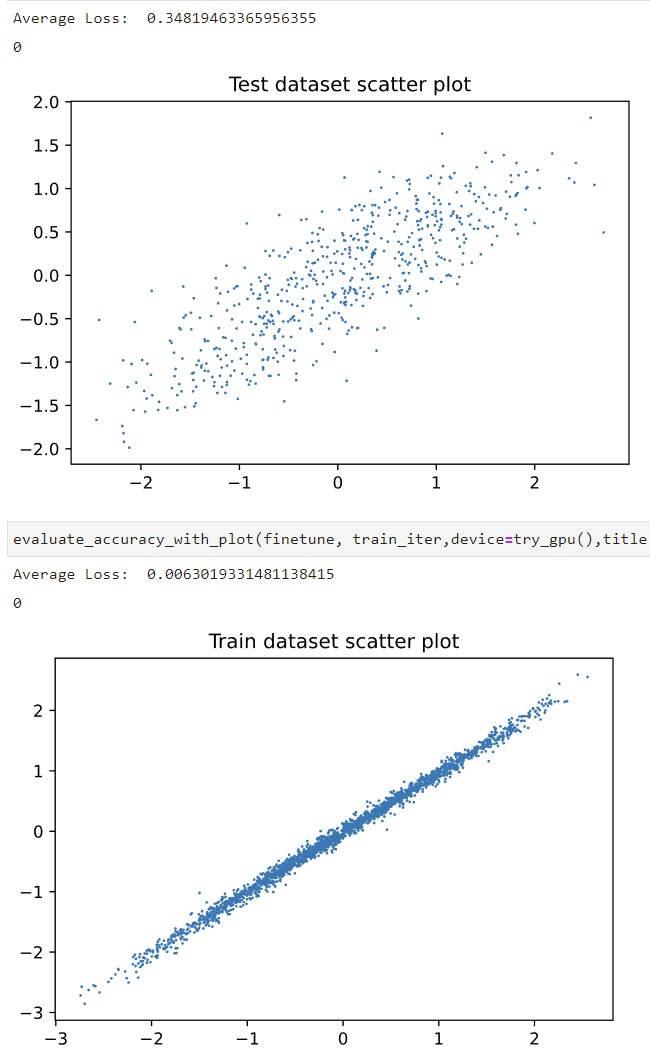 Average Loss:  0.34819463365956355
0
Test dataset scatter plot
2.0
1.5
1.0
0.5
0.0
−0.5
−1.0
−1.5
−2.0
−2 −1 0 1 2
evaluate_accuracy_with_plot(finetune, train_iter,device=try_gpu(),title
Average Loss:  0.0063019331481138415
0
Train dataset scatter plot
2
1
0
−1
−2
−3
−3 −2 −1 0 1 2